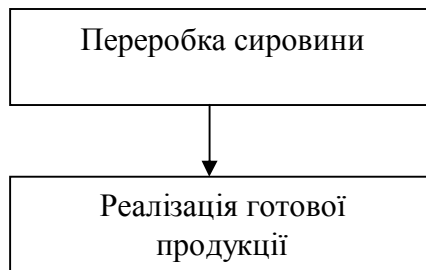 Переробка сировини
Реалізація готової
продукції